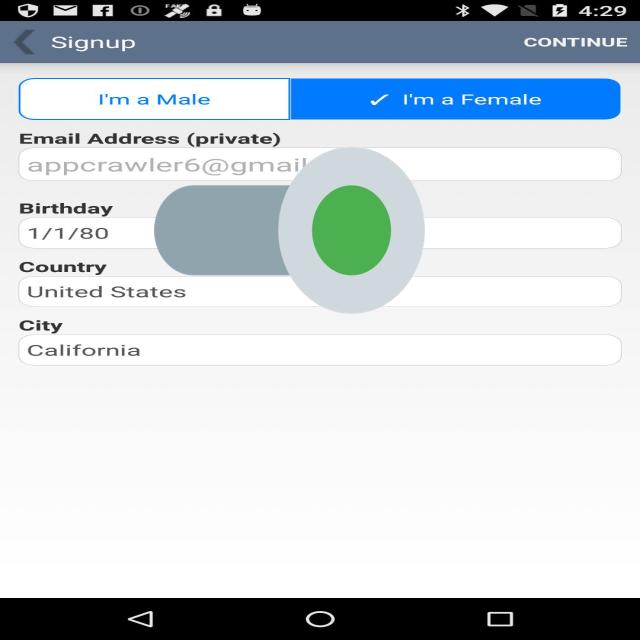 4:29
Signup CONTINUE
I'm a Male ✓ I'm a Female
Email Address (private)
appcrawler6@gmail
Birthday
1/1/80
Country
United States
City
California